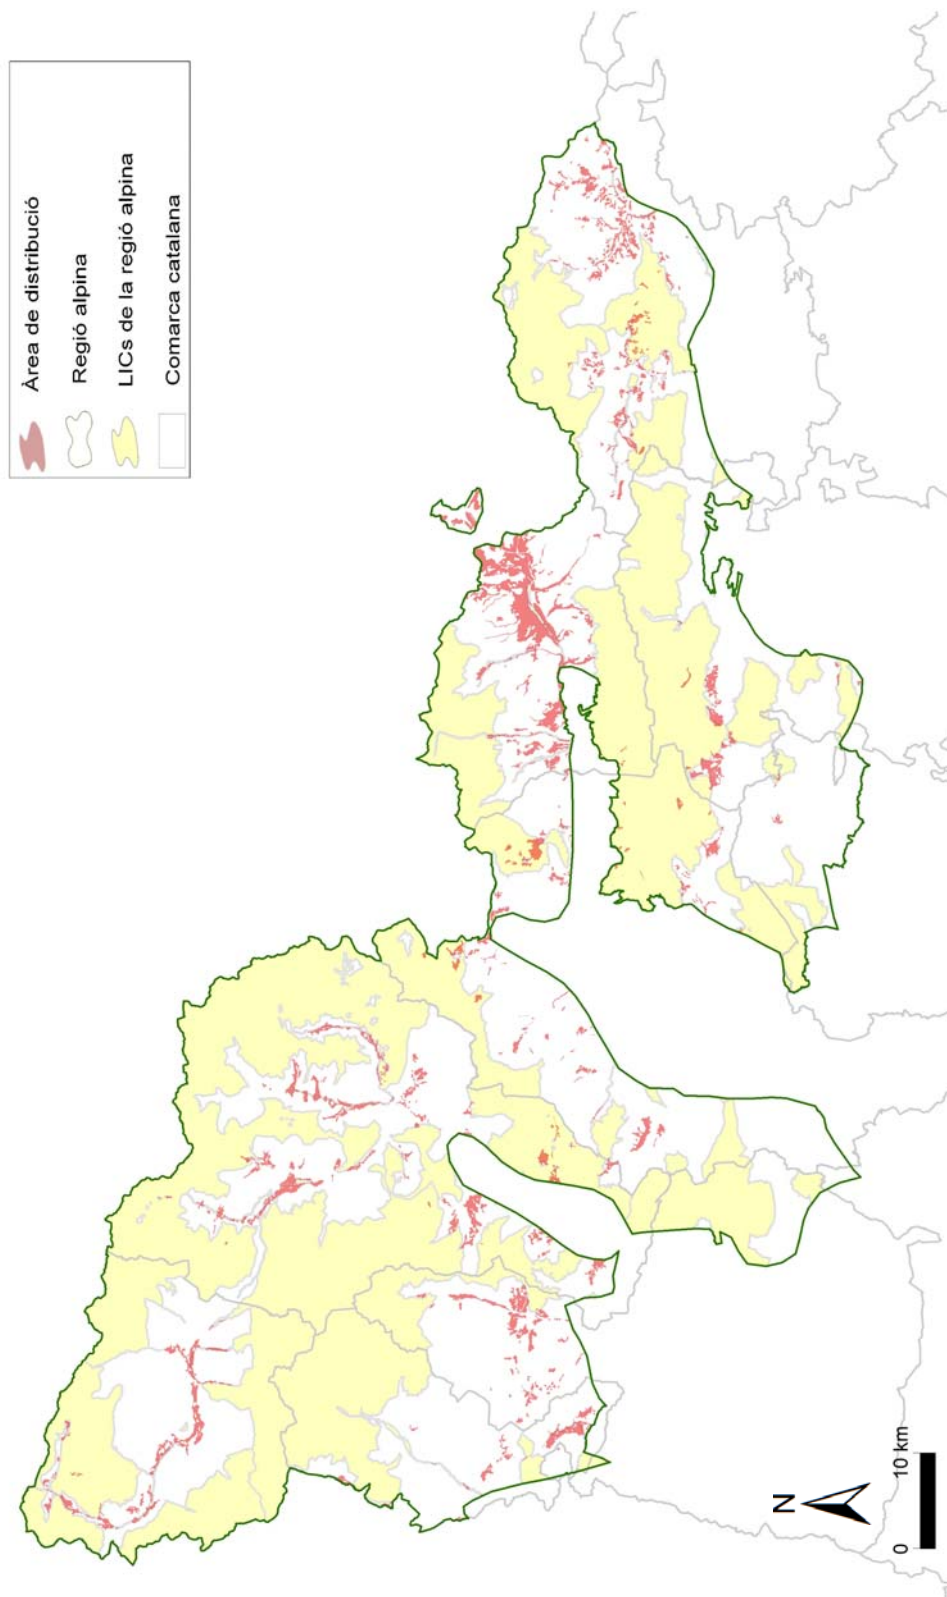 Àrea de distribució
Regió alpina
LICs de la regió alpina
Comarca catalana
N
0 10 km